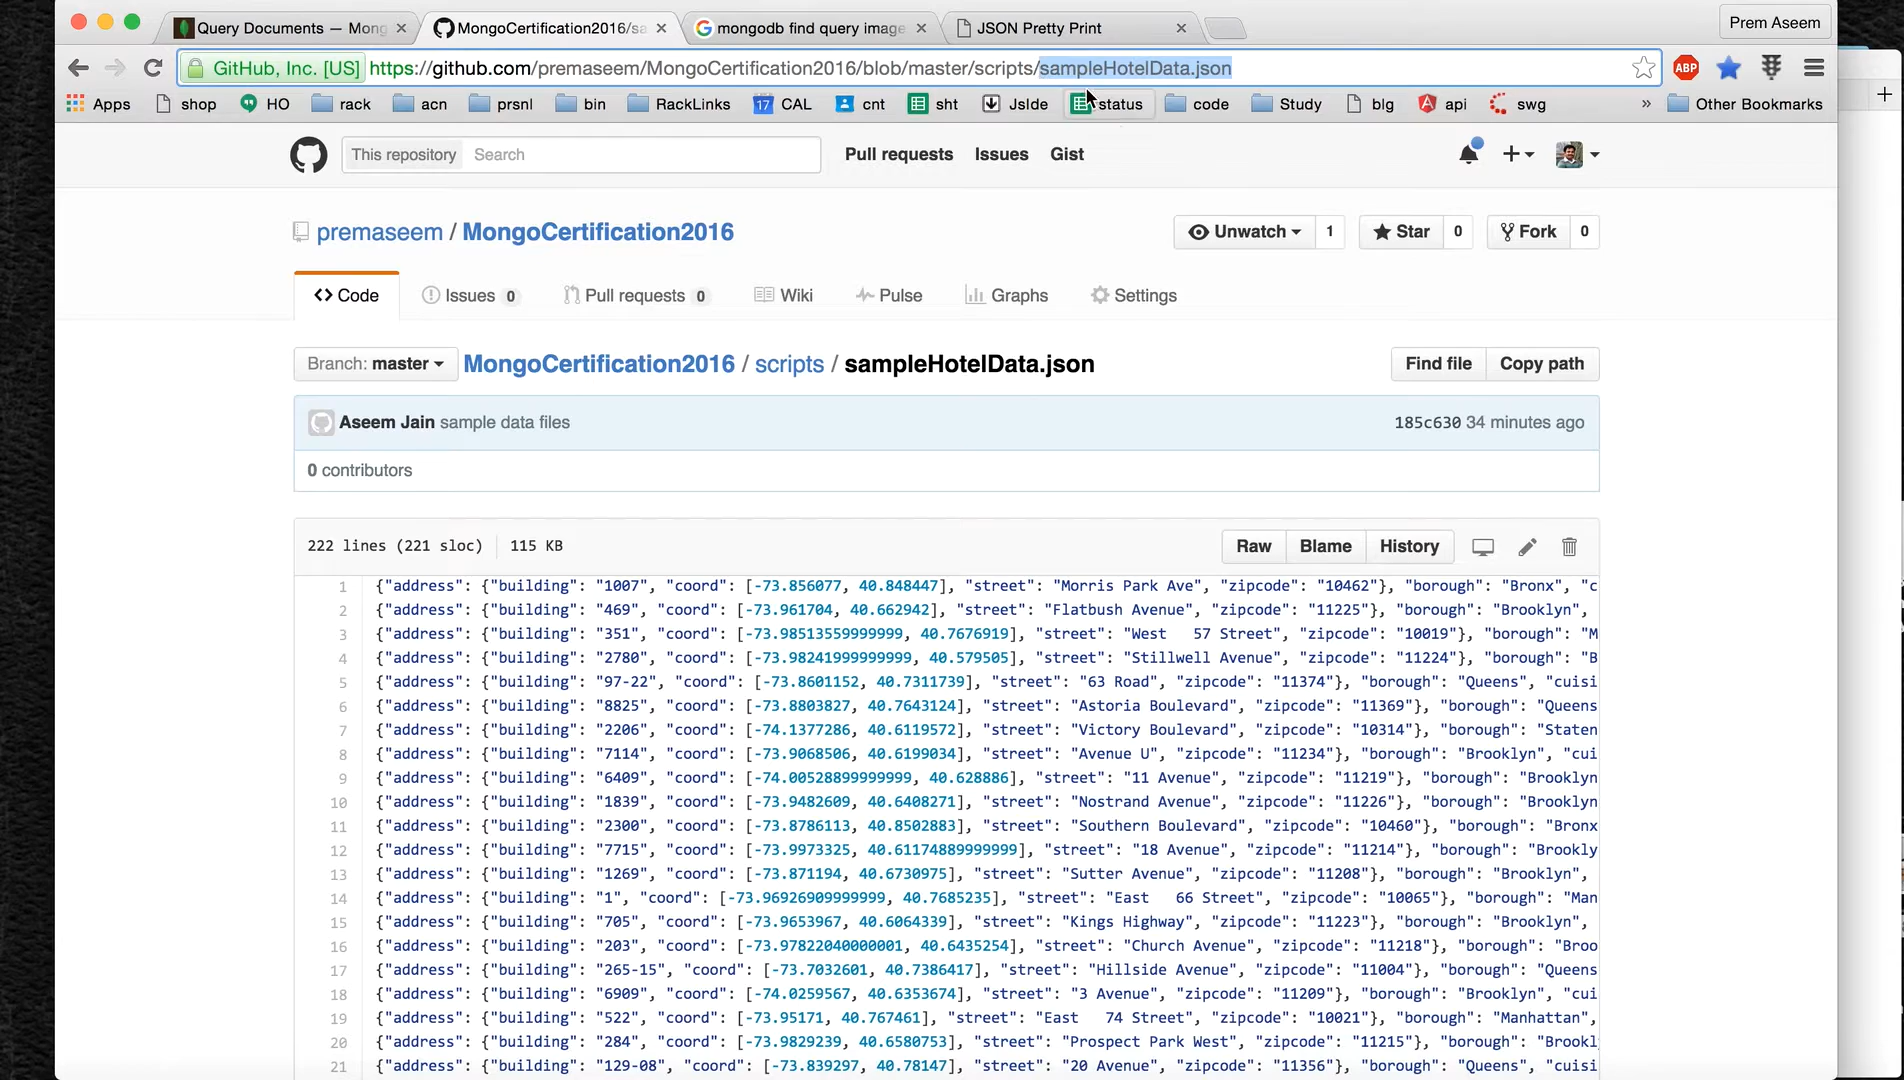 Query Documents — Mong
MongoCertification2016/sa
mongodb find query image
JSON Pretty Print
Prem Aseem
GitHub, Inc. [US] https://github.com/premaseem/MongoCertification2016/blob/master/scripts/sampleHotelData.json
ABP
Apps shop HO rack acn prsnl bin RackLinks 17 CAL cnt sht Jslde status code Study blg api swg » Other Bookmarks
This repository Search Pull requests Issues Gist
premaseem / MongoCertification2016
Unwatch 1 Star 0 Fork 0
Code Issues 0 Pull requests 0 Wiki Pulse Graphs Settings
Branch: master MongoCertification2016 / scripts / sampleHotelData.json Find file Copy path
Aseem Jain sample data files 185c630 34 minutes ago
0 contributors
222 lines (221 sloc) 115 KB Raw Blame History
1 {"address": {"building": "1007", "coord": [-73.856077, 40.848447], "street": "Morris Park Ave", "zipcode": "10462"}, "borough": "Bronx", "c
2 {"address": {"building": "469", "coord": [-73.961704, 40.662942], "street": "Flatbush Avenue", "zipcode": "11225"}, "borough": "Brooklyn",
3 {"address": {"building": "351", "coord": [-73.98513559999999, 40.7676919], "street": "West   57 Street", "zipcode": "10019"}, "borough": "M
4 {"address": {"building": "2780", "coord": [-73.98241999999999, 40.579505], "street": "Stillwell Avenue", "zipcode": "11224"}, "borough": "B
5 {"address": {"building": "97-22", "coord": [-73.8601152, 40.7311739], "street": "63 Road", "zipcode": "11374"}, "borough": "Queens", "cuisi
6 {"address": {"building": "8825", "coord": [-73.8803827, 40.7643124], "street": "Astoria Boulevard", "zipcode": "11369"}, "borough": "Queens
7 {"address": {"building": "2206", "coord": [-74.1377286, 40.6119572], "street": "Victory Boulevard", "zipcode": "10314"}, "borough": "Staten
8 {"address": {"building": "7114", "coord": [-73.9068506, 40.6199034], "street": "Avenue U", "zipcode": "11234"}, "borough": "Brooklyn", "cui
9 {"address": {"building": "6409", "coord": [-74.00528899999999, 40.628886], "street": "11 Avenue", "zipcode": "11219"}, "borough": "Brooklyn
10 {"address": {"building": "1839", "coord": [-73.9482609, 40.6408271], "street": "Nostrand Avenue", "zipcode": "11226"}, "borough": "Brooklyn
11 {"address": {"building": "2300", "coord": [-73.8786113, 40.8502883], "street": "Southern Boulevard", "zipcode": "10460"}, "borough": "Bronx
12 {"address": {"building": "7715", "coord": [-73.9973325, 40.61174889999999], "street": "18 Avenue", "zipcode": "11214"}, "borough": "Brookly
13 {"address": {"building": "1269", "coord": [-73.871194, 40.6730975], "street": "Sutter Avenue", "zipcode": "11208"}, "borough": "Brooklyn",
14 {"address": {"building": "1", "coord": [-73.96926909999999, 40.7685235], "street": "East   66 Street", "zipcode": "10065"}, "borough": "Man
15 {"address": {"building": "705", "coord": [-73.9653967, 40.6064339], "street": "Kings Highway", "zipcode": "11223"}, "borough": "Brooklyn",
16 {"address": {"building": "203", "coord": [-73.97822040000001, 40.6435254], "street": "Church Avenue", "zipcode": "11218"}, "borough": "Broo
17 {"address": {"building": "265-15", "coord": [-73.7032601, 40.7386417], "street": "Hillside Avenue", "zipcode": "11004"}, "borough": "Queens
18 {"address": {"building": "6909", "coord": [-74.0259567, 40.6353674], "street": "3 Avenue", "zipcode": "11209"}, "borough": "Brooklyn", "cui
19 {"address": {"building": "522", "coord": [-73.95171, 40.767461], "street": "East   74 Street", "zipcode": "10021"}, "borough": "Manhattan",
20 {"address": {"building": "284", "coord": [-73.9829239, 40.6580753], "street": "Prospect Park West", "zipcode": "11215"}, "borough": "Brookl
21 {"address": {"building": "129-08", "coord": [-73.839297, 40.78147], "street": "20 Avenue", "zipcode": "11356"}, "borough": "Queens", "cuisi